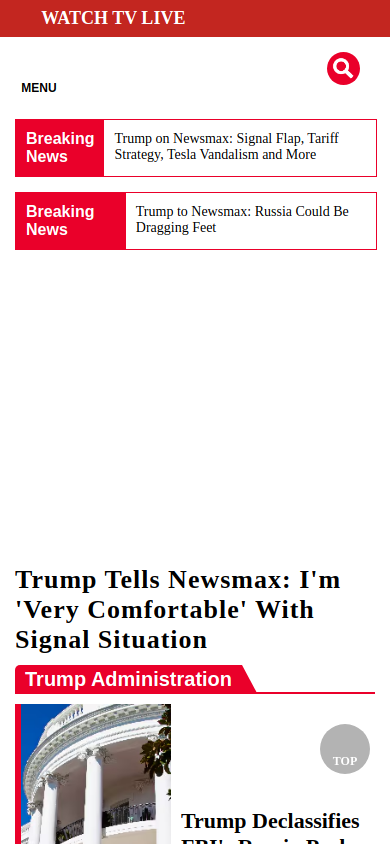 WATCH TV LIVE
MENU
Breaking News
Trump on Newsmax: Signal Flap, Tariff
Strategy, Tesla Vandalism and More
Breaking News
Trump to Newsmax: Russia Could Be
Dragging Feet
Trump Tells Newsmax: I'm
'Very Comfortable' With
Signal Situation
Trump Administration
TOP
Trump Declassifies